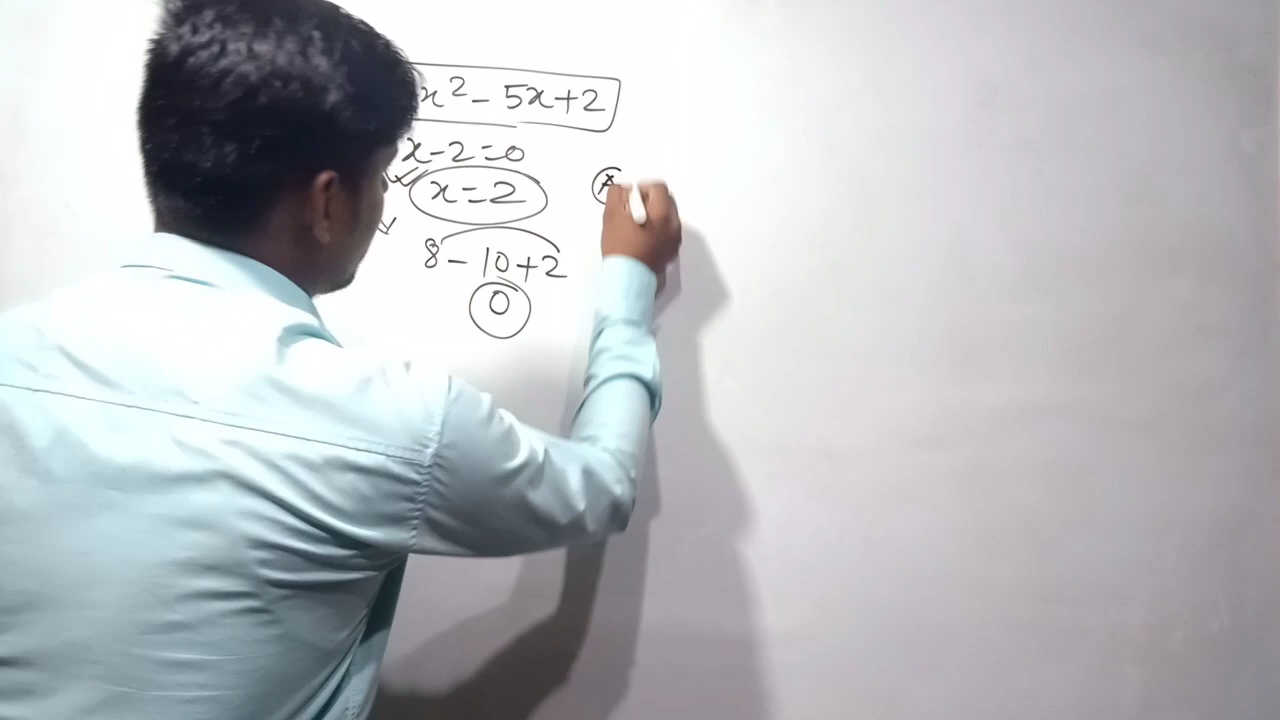 x² - 5x + 2
x - 2 = 0
x = 2
8 - 10 + 2
0